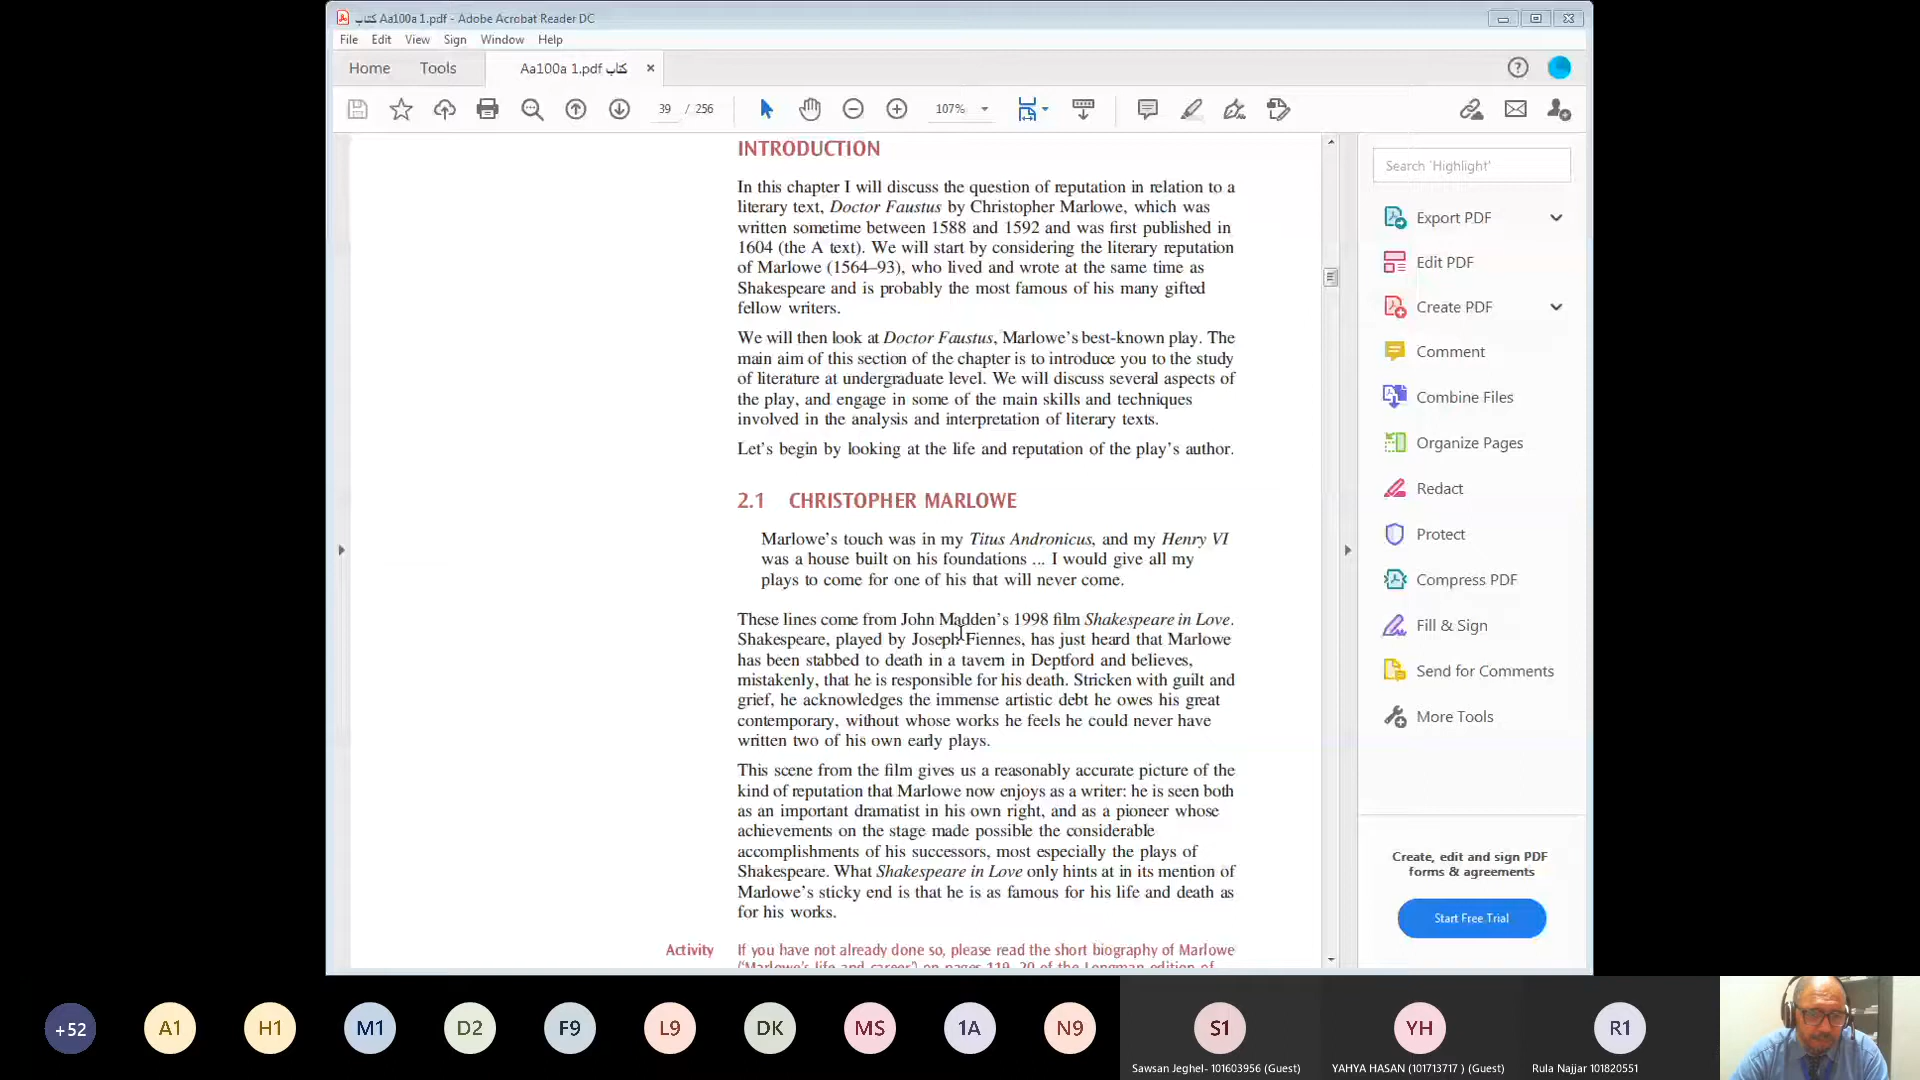 كتاب Aa100a 1.pdf - Adobe Acrobat Reader DC
File Edit View Sign Window Help
Home Tools Aa100a 1.pdf كتاب
39 / 256 107%
INTRODUCTION
In this chapter I will discuss the question of reputation in relation to a
literary text, Doctor Faustus by Christopher Marlowe, which was
written sometime between 1588 and 1592 and was first published in
1604 (the A text). We will start by considering the literary reputation
of Marlowe (1564–93), who lived and wrote at the same time as
Shakespeare and is probably the most famous of his many gifted
fellow writers.
We will then look at Doctor Faustus, Marlowe's best-known play. The
main aim of this section of the chapter is to introduce you to the study
of literature at undergraduate level. We will discuss several aspects of
the play, and engage in some of the main skills and techniques
involved in the analysis and interpretation of literary texts.
Let's begin by looking at the life and reputation of the play's author.
2.1 CHRISTOPHER MARLOWE
Marlowe's touch was in my Titus Andronicus, and my Henry VI
was a house built on his foundations ... I would give all my
plays to come for one of his that will never come.
These lines come from John Madden's 1998 film Shakespeare in Love.
Shakespeare, played by Joseph Fiennes, has just heard that Marlowe
has been stabbed to death in a tavern in Deptford and believes,
mistakenly, that he is responsible for his death. Stricken with guilt and
grief, he acknowledges the immense artistic debt he owes his great
contemporary, without whose works he feels he could never have
written two of his own early plays.
This scene from the film gives us a reasonably accurate picture of the
kind of reputation that Marlowe now enjoys as a writer: he is seen both
as an important dramatist in his own right, and as a pioneer whose
achievements on the stage made possible the considerable
accomplishments of his successors, most especially the plays of
Shakespeare. What Shakespeare in Love only hints at in its mention of
Marlowe's sticky end is that he is as famous for his life and death as
for his works.
Activity If you have not already done so, please read the short biography of Marlowe
('Marlowe's life and career') on pages 119–20 of the Longman edition of
Search 'Highlight'
Export PDF
Edit PDF
Create PDF
Comment
Combine Files
Organize Pages
Redact
Protect
Compress PDF
Fill & Sign
Send for Comments
More Tools
Create, edit and sign PDF
forms & agreements
Start Free Trial
+52 A1 H1 M1 D2 F9 L9 DK MS 1A N9 S1 YH R1
Sawsan Jeghel- 101603956 (Guest) YAHYA HASAN (101713717 ) (Guest) Rula Najjar 101820551